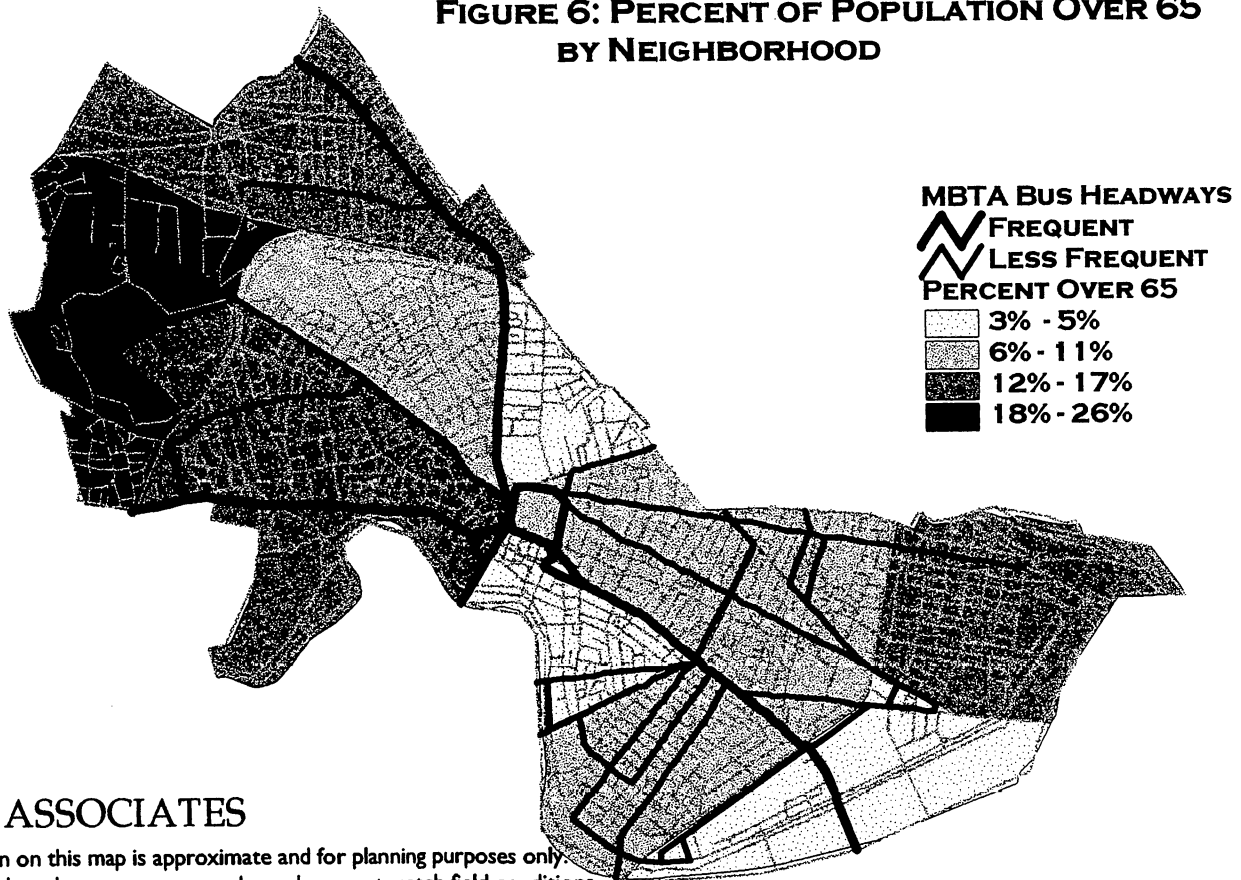 FIGURE 6: PERCENT OF POPULATION OVER 65
BY NEIGHBORHOOD
MBTA BUS HEADWAYS
FREQUENT
LESS FREQUENT
PERCENT OVER 65
3% - 5%
6% - 11%
12% - 17%
18% - 26%
ASSOCIATES
on this map is approximate and for planning purposes only.